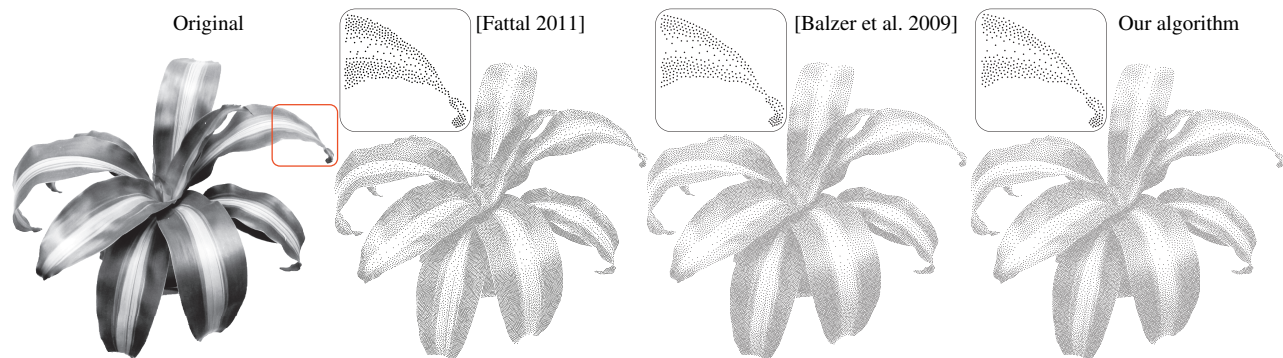 Original
[Fattal 2011]
[Balzer et al. 2009]
Our algorithm